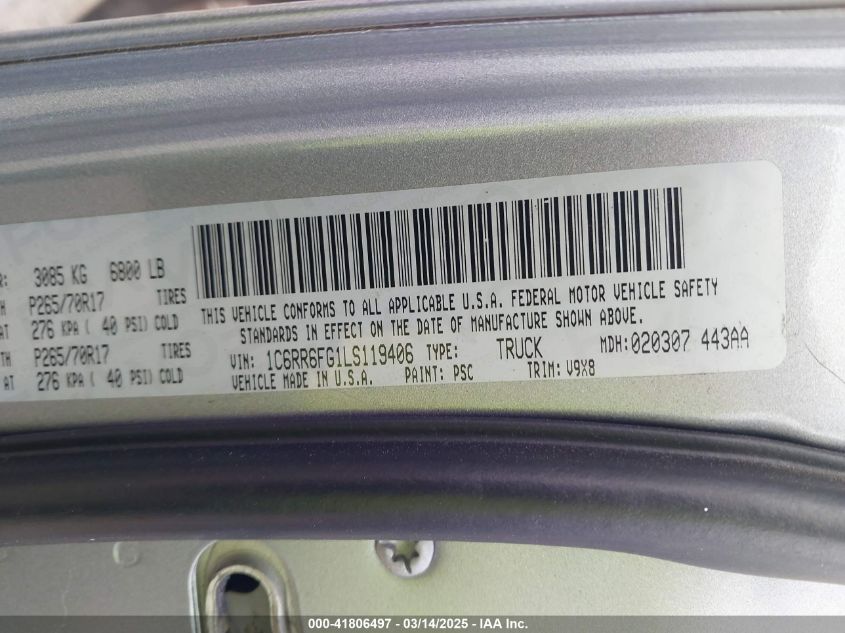 R: 3085 KG 6800 LB
TH P265/70R17 TIRES
AT 276 KPA ( 40 PSI) COLD
TH P265/70R17 TIRES
AT 276 KPA ( 40 PSI) COLD
THIS VEHICLE CONFORMS TO ALL APPLICABLE U.S.A. FEDERAL MOTOR VEHICLE SAFETY
STANDARDS IN EFFECT ON THE DATE OF MANUFACTURE SHOWN ABOVE.
VIN: 1C6RR6FG1LS119406 TYPE: TRUCK MDH: 020307 443AA
VEHICLE MADE IN U.S.A. PAINT: PSC TRIM: V9X8
000-41806497 - 03/14/2025 - IAA Inc.